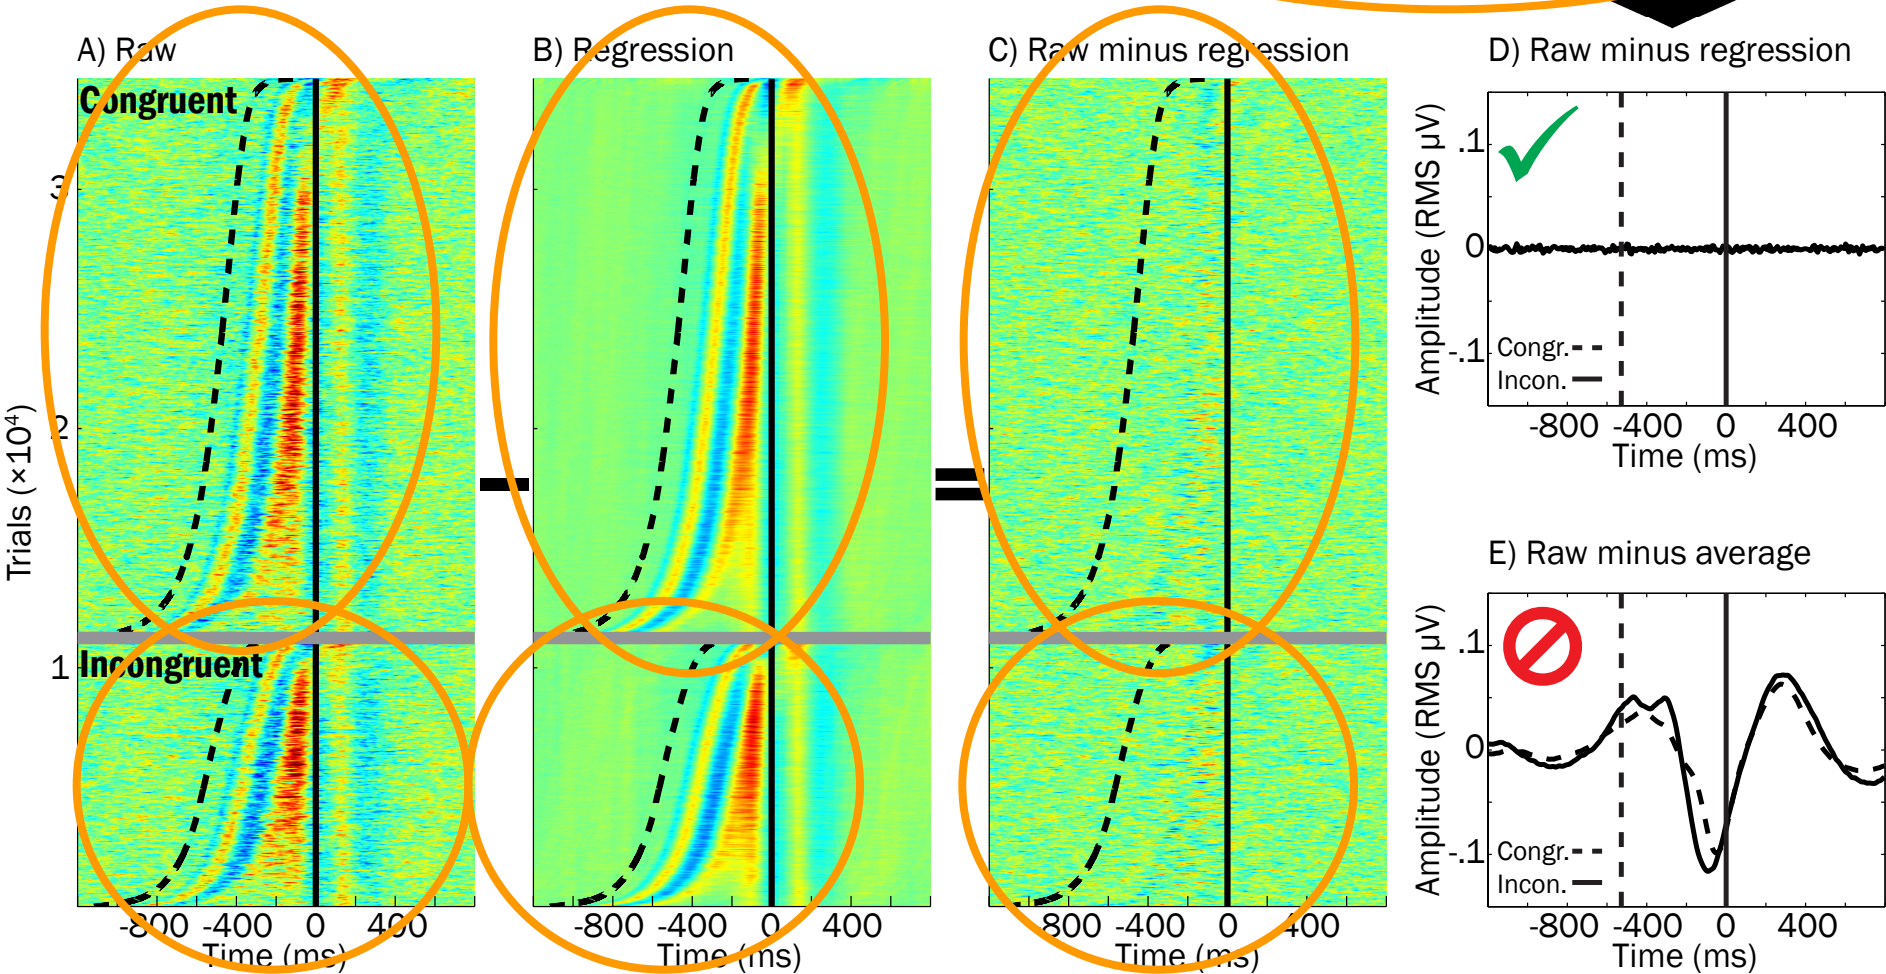 A) Raw
B) Regression
C) Raw minus regression
D) Raw minus regression
Congruent
Incongruent
3
2
1
Trials (×10⁴)
-800 -400 0 400
Time (ms)
-800 -400 0 400
Time (ms)
-800 -400 0 400
Time (ms)
Amplitude (RMS µV)
.1
0
-.1
Congr.
Incon.
-800 -400 0 400
Time (ms)
E) Raw minus average
Amplitude (RMS µV)
.1
0
-.1
Congr.
Incon.
-800 -400 0 400
Time (ms)